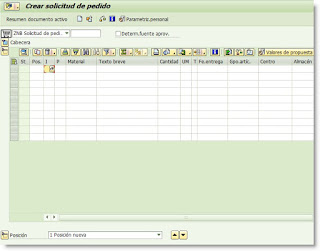 Crear solicitud de pedido
Resumen documento activo Parametriz.personal
ZNB Solicitud de pedi. Determ.fuente aprov.
Cabecera
Valores de propuesta
St. Pos. I P Material Texto breve Cantidad UM T Fe.entrega Gpo.artíc. Centro Almacén
Posición 1 Posición nueva